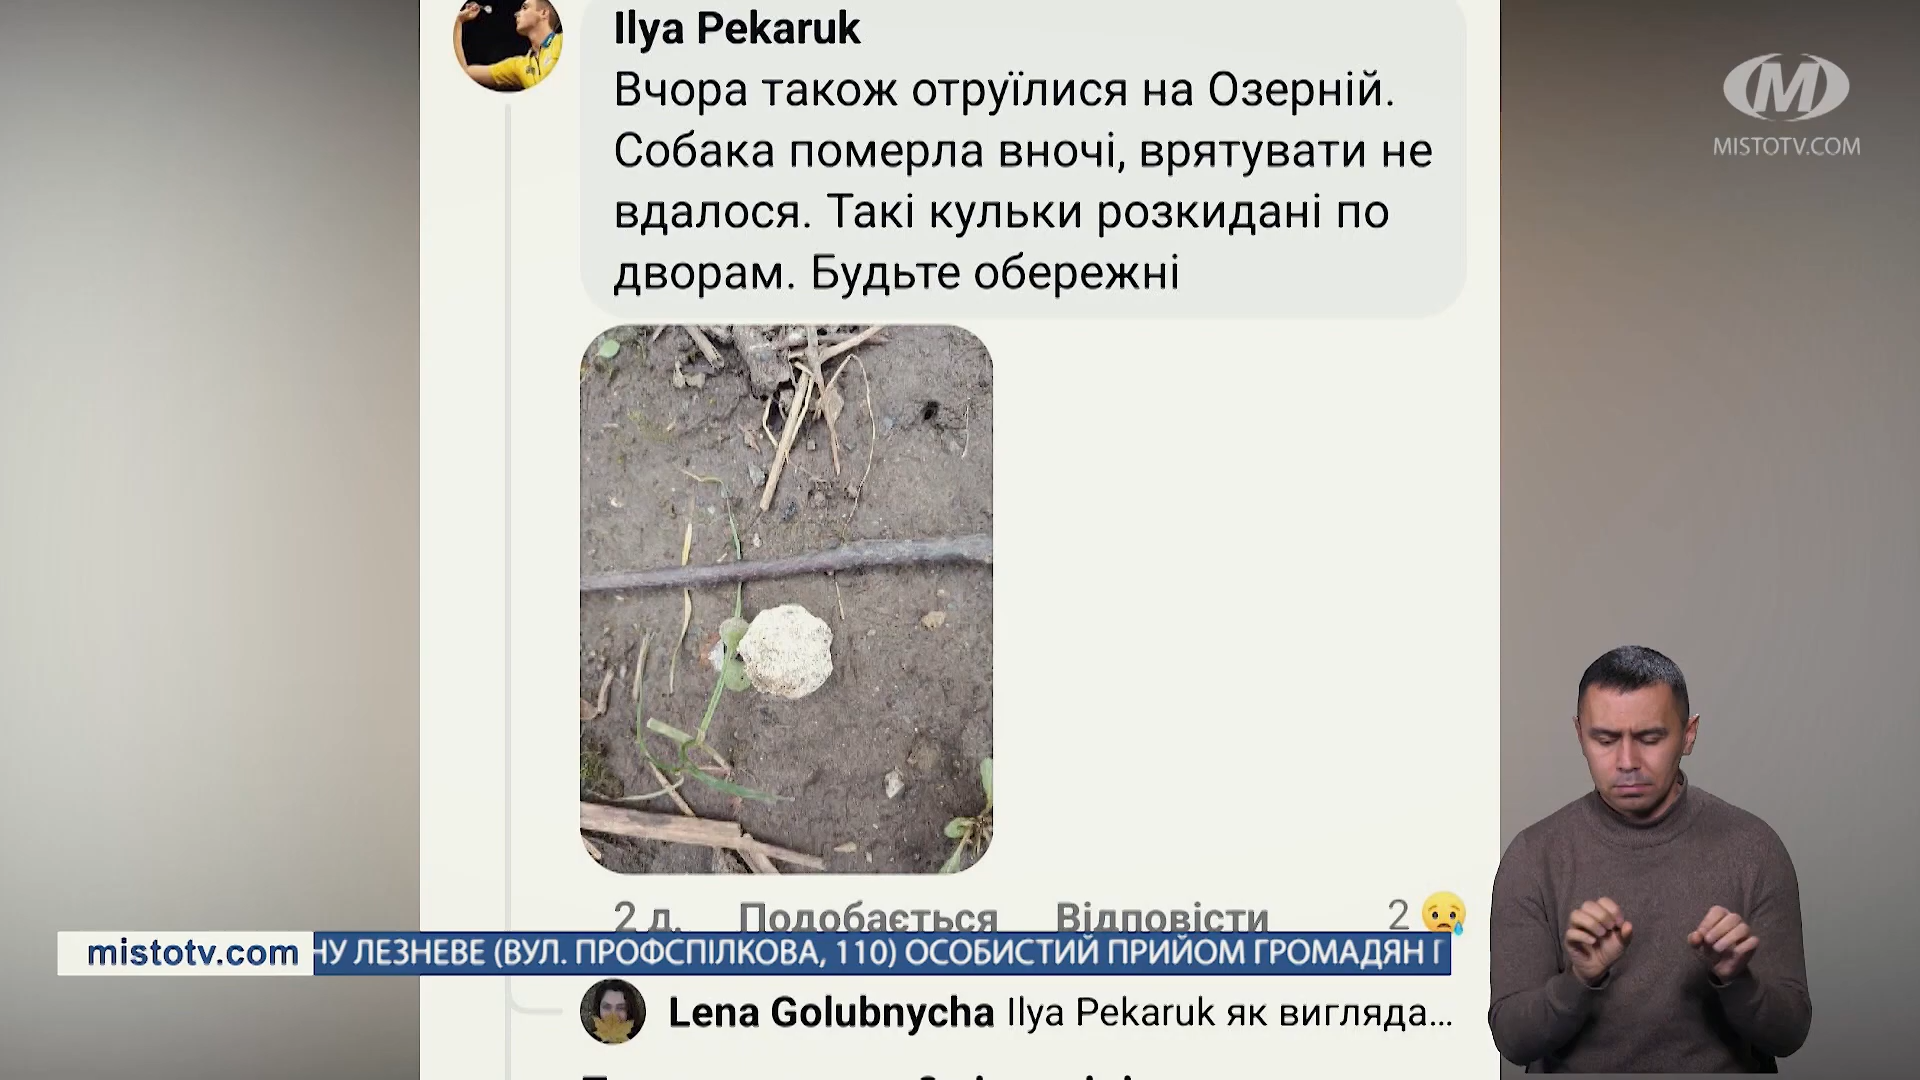 Ilya Pekaruk
Вчора також отруїлися на Озерній.
Собака померла вночі, врятувати не
вдалося. Такі кульки розкидані по
дворам. Будьте обережні
M
MISTOTV.COM
2 д. Подобається Відповісти 2
mistotv.com НУ ЛЕЗНЕВЕ (ВУЛ. ПРОФСПІЛКОВА, 110) ОСОБИСТИЙ ПРИЙОМ ГРОМАДЯН
Lena Golubnycha Ilya Pekaruk як вигляда...